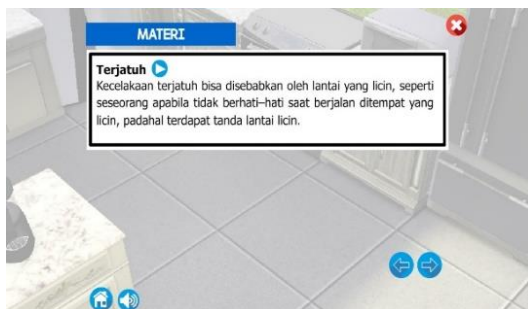 MATERI
Terjatuh
Kecelakaan terjatuh bisa disebabkan oleh lantai yang licin, seperti
seseorang apabila tidak berhati–hati saat berjalan ditempat yang
licin, padahal terdapat tanda lantai licin.